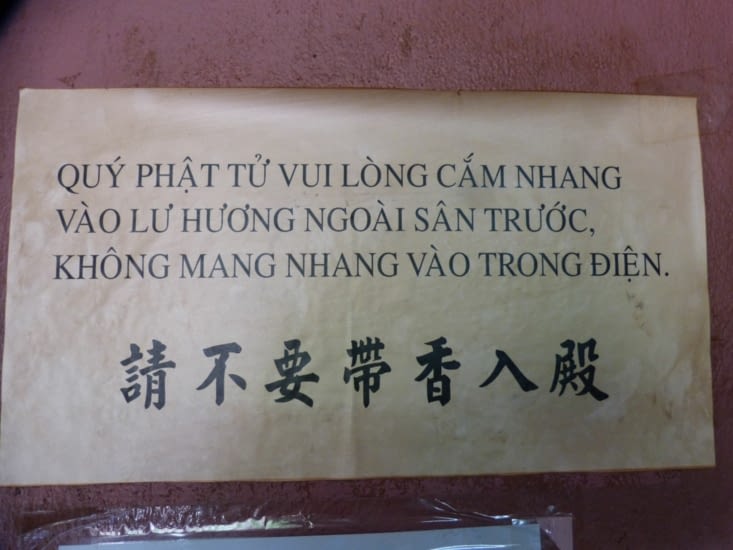 QUÝ PHẬT TỬ VUI LÒNG CẮM NHANG
VÀO LƯ HƯƠNG NGOÀI SÂN TRƯỚC,
KHÔNG MANG NHANG VÀO TRONG ĐIỆN.
請不要帶香入殿